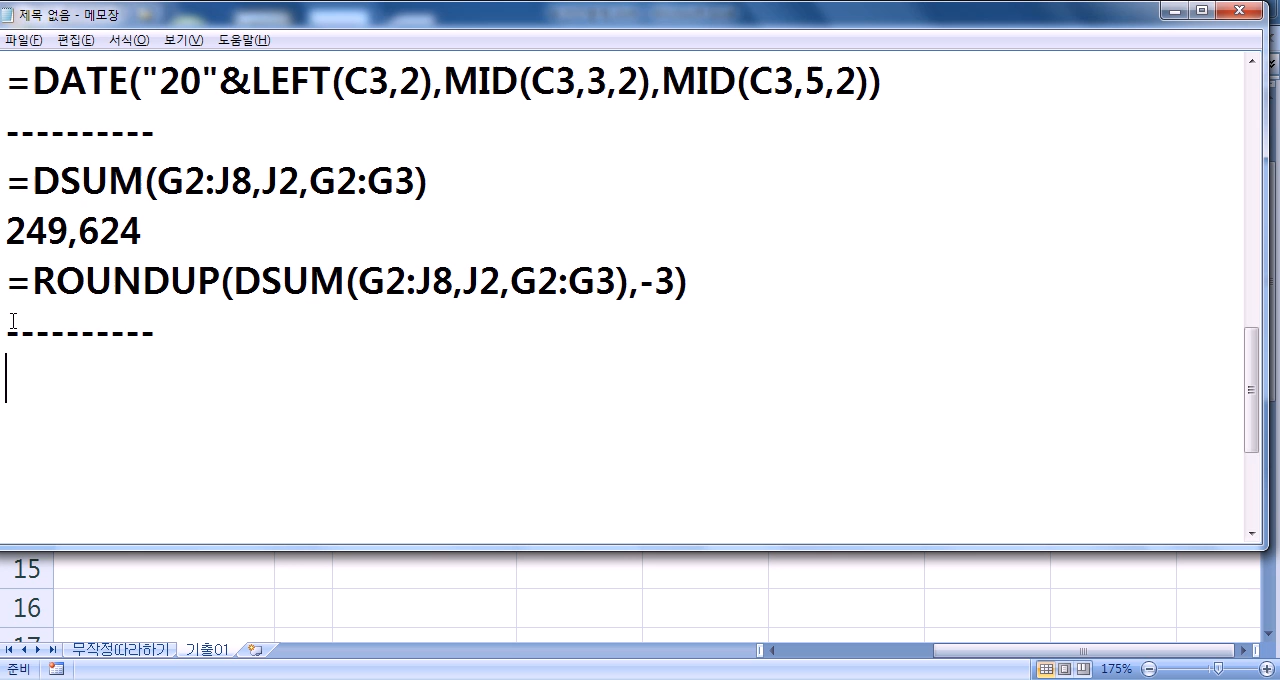 제목 없음 - 메모장
파일(F) 편집(E) 서식(O) 보기(V) 도움말(H)
=DATE("20"&LEFT(C3,2),MID(C3,3,2),MID(C3,5,2))
----------
=DSUM(G2:J8,J2,G2:G3)
249,624
=ROUNDUP(DSUM(G2:J8,J2,G2:G3),-3)
----------
15
16
17
무작정따라하기 기출01
준비 175%